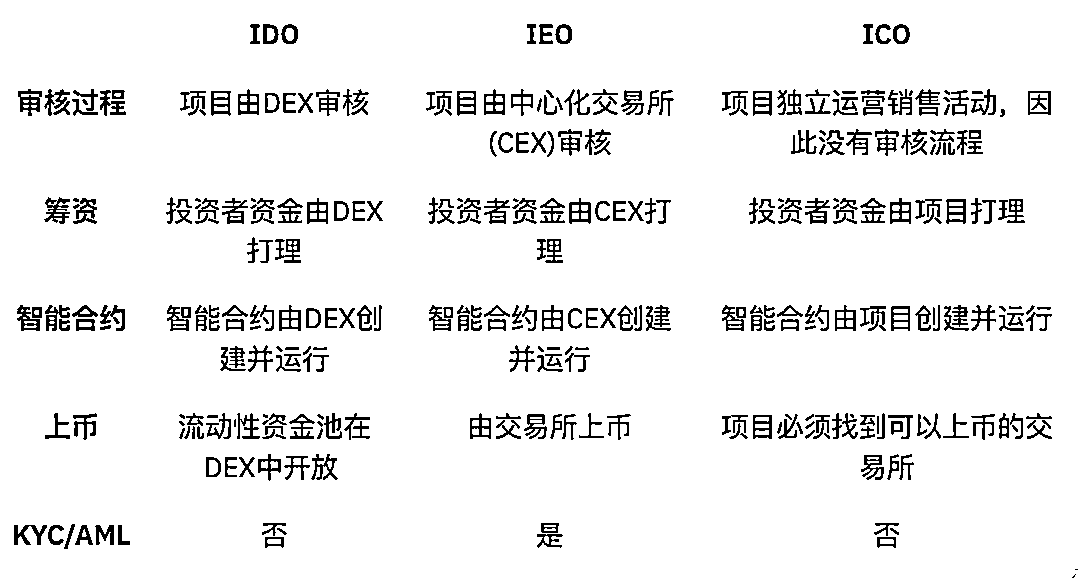 IDO IEO ICO
审核过程 项目由DEX审核 项目由中心化交易所 项目独立运营销售活动，因
(CEX)审核 此没有审核流程
筹资 投资者资金由DEX 投资者资金由CEX打 投资者资金由项目打理
打理 理
智能合约 智能合约由DEX创 智能合约由CEX创建 智能合约由项目创建并运行
建并运行 并运行
上币 流动性资金池在 由交易所上币 项目必须找到可以上币的交
DEX中开放 易所
KYC/AML 否 是 否